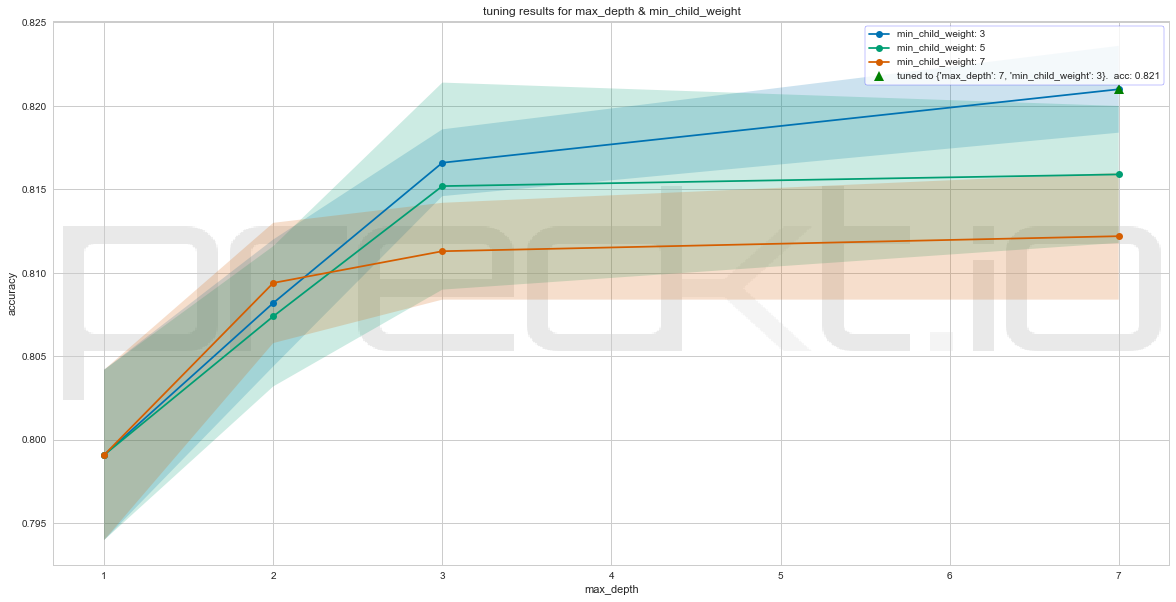 tuning results for max_depth & min_child_weight
0.825
0.820
0.815
0.810
0.805
0.800
0.795
accuracy
min_child_weight: 3
min_child_weight: 5
min_child_weight: 7
tuned to {'max_depth': 7, 'min_child_weight': 3}. acc: 0.821
predkt.io
1 2 3 4 5 6 7
max_depth